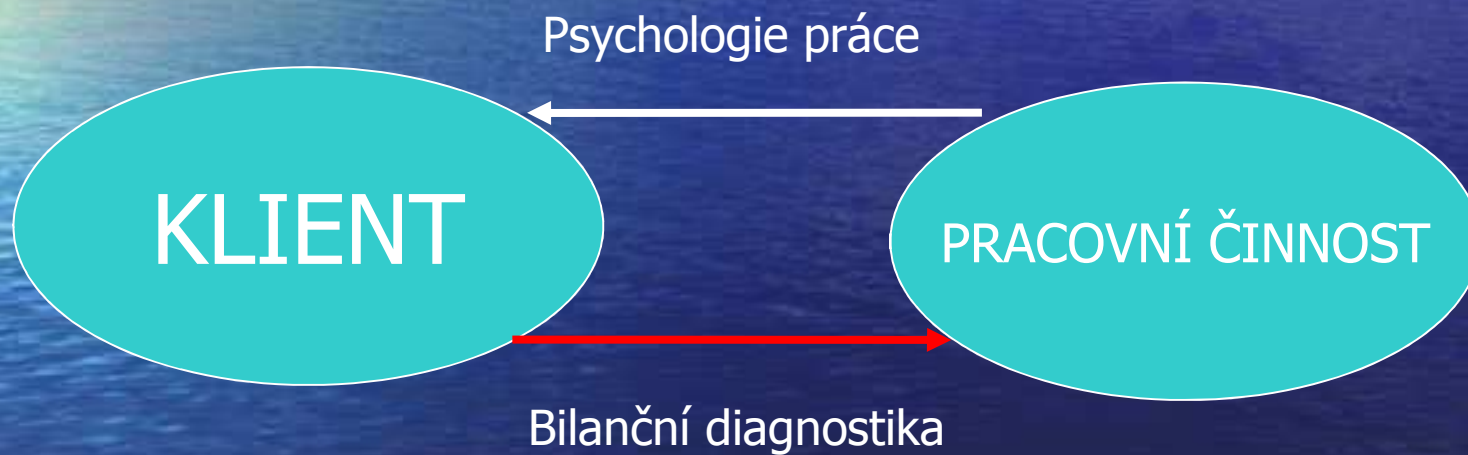 Psychologie práce
KLIENT
PRACOVNÍ ČINNOST
Bilanční diagnostika